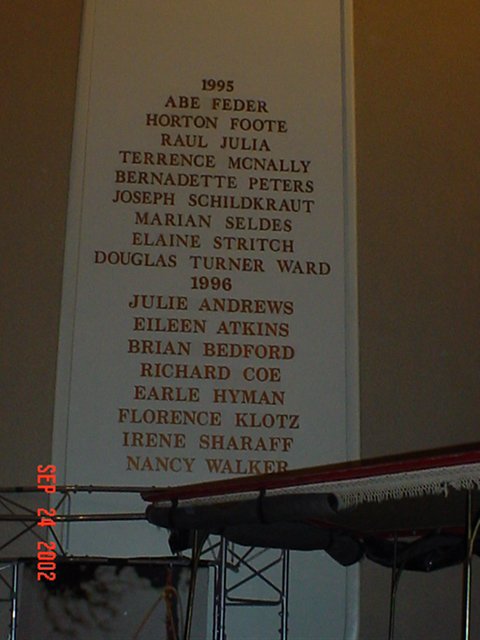 1995
ABE FEDER
HORTON FOOTE
RAUL JULIA
TERRENCE MCNALLY
BERNADETTE PETERS
JOSEPH SCHILDKRAUT
MARIAN SELDES
ELAINE STRITCH
DOUGLAS TURNER WARD
1996
JULIE ANDREWS
EILEEN ATKINS
BRIAN BEDFORD
RICHARD COE
EARLE HYMAN
FLORENCE KLOTZ
IRENE SHARAFF
NANCY WALKER
SEP 24 2002